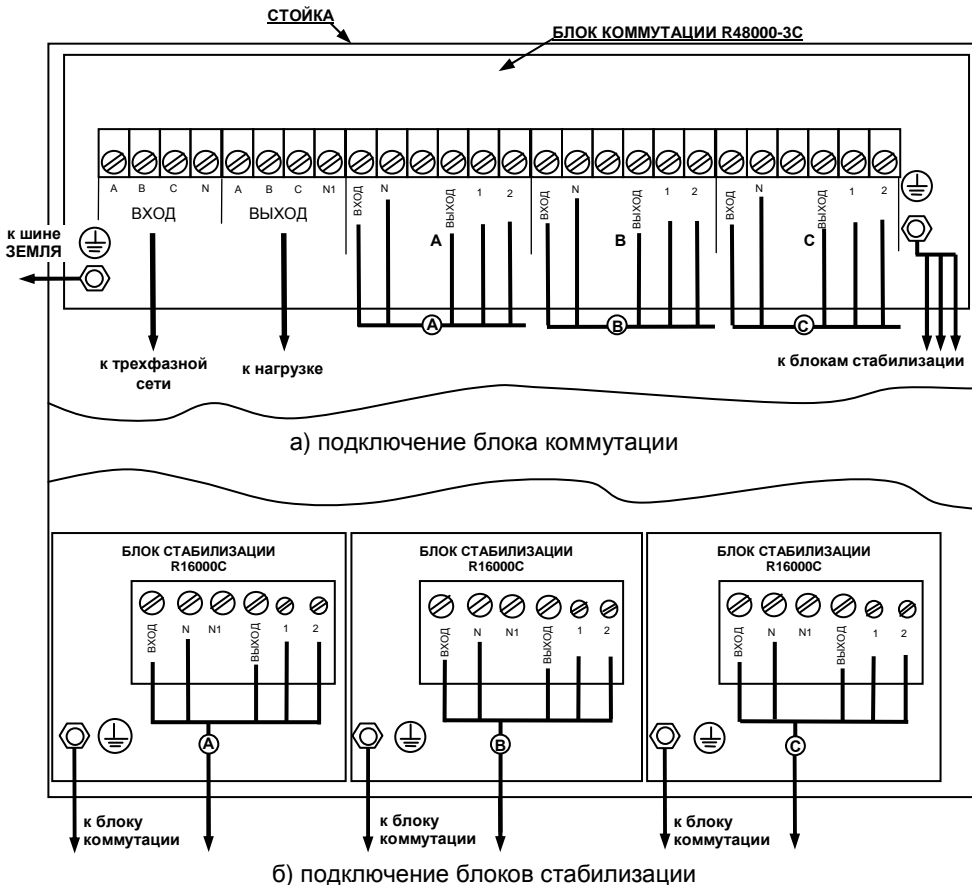 СТОЙКА
БЛОК КОММУТАЦИИ R48000-3С
A B C N A B C N1 ВХОД N ВЫХОД 1 2 ВХОД N ВЫХОД 1 2 ВХОД N ВЫХОД 1 2
ВХОД ВЫХОД
A B C
к шине
ЗЕМЛЯ
A B C
к трехфазной
сети
к нагрузке
к блокам стабилизации
а) подключение блока коммутации
БЛОК СТАБИЛИЗАЦИИ
R16000C
ВХОД N N1 ВЫХОД 1 2
A
к блоку
коммутации
БЛОК СТАБИЛИЗАЦИИ
R16000C
ВХОД N N1 ВЫХОД 1 2
B
к блоку
коммутации
БЛОК СТАБИЛИЗАЦИИ
R16000C
ВХОД N N1 ВЫХОД 1 2
C
к блоку
коммутации
б) подключение блоков стабилизации